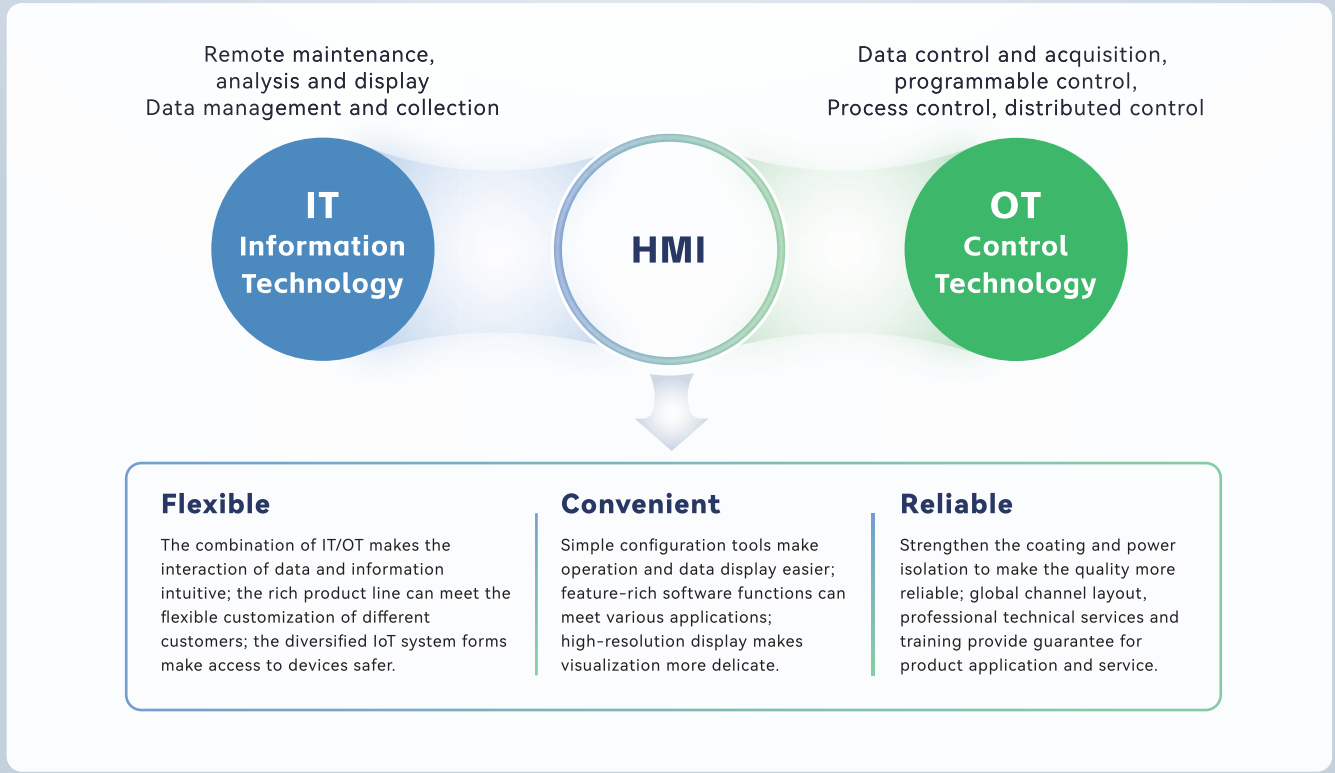 Remote maintenance,
analysis and display
Data management and collection
Data control and acquisition,
programmable control,
Process control, distributed control
IT
Information
Technology
HMI
OT
Control
Technology
Flexible
The combination of IT/OT makes the
interaction of data and information
intuitive; the rich product line can meet the
flexible customization of different
customers; the diversified IoT system forms
make access to devices safer.
Convenient
Simple configuration tools make
operation and data display easier;
feature-rich software functions can
meet various applications;
high-resolution display makes
visualization more delicate.
Reliable
Strengthen the coating and power
isolation to make the quality more
reliable; global channel layout,
professional technical services and
training provide guarantee for
product application and service.